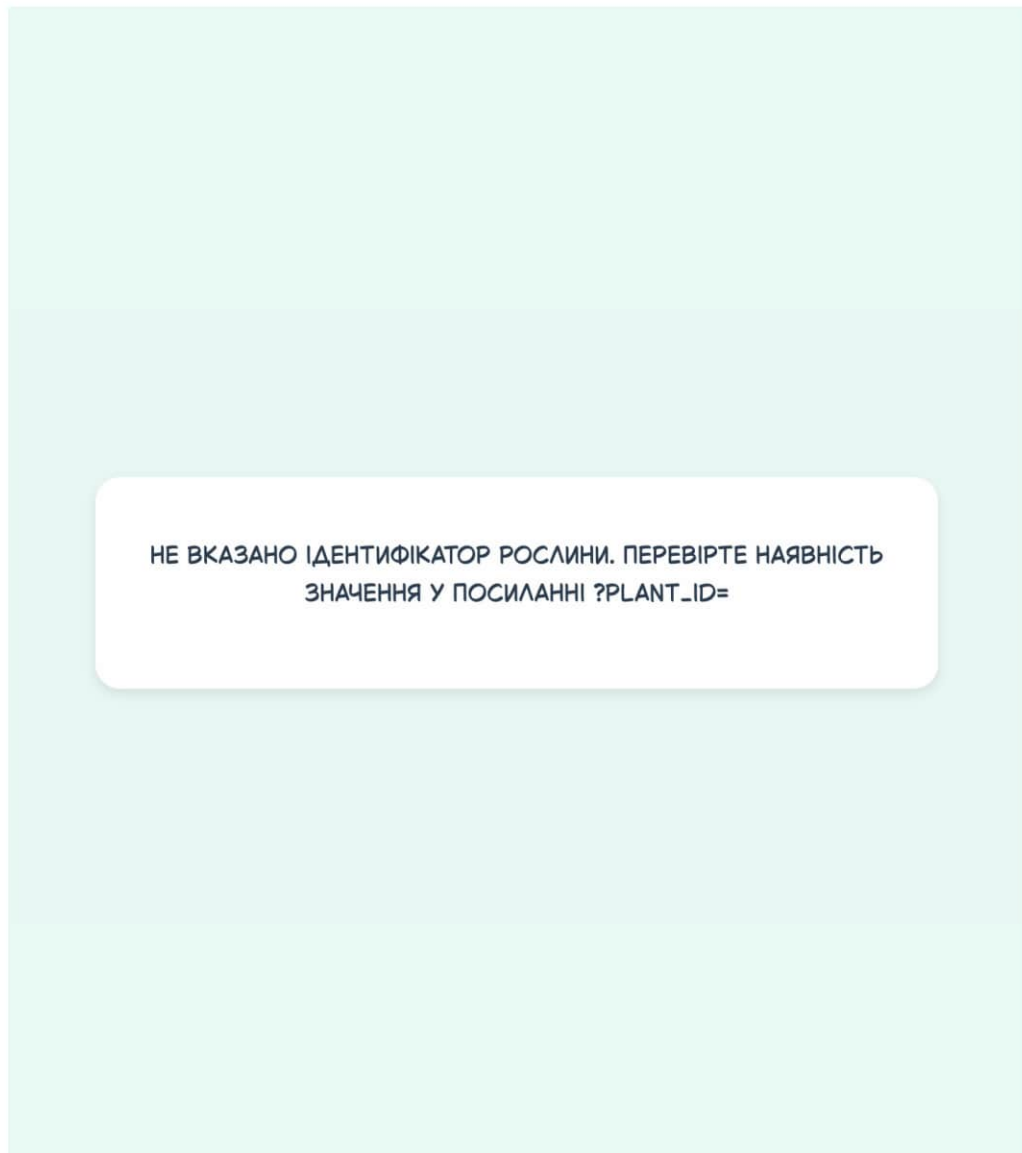 НЕ ВКАЗАНО ІДЕНТИФІКАТОР РОСЛИНИ. ПЕРЕВІРТЕ НАЯВНІСТЬ
ЗНАЧЕННЯ У ПОСИЛАННІ ?PLANT_ID=